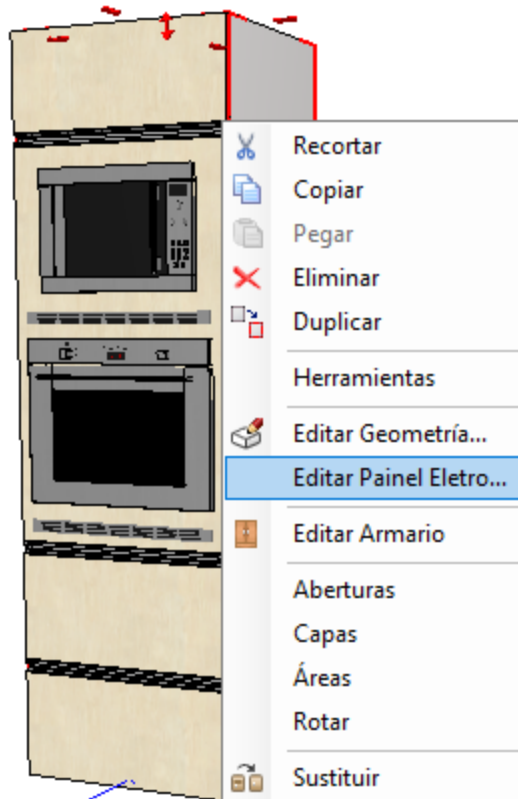 Recortar
Copiar
Pegar
Eliminar
Duplicar
Herramientas
Editar Geometría...
Editar Painel Eletro...
Editar Armario
Aberturas
Capas
Áreas
Rotar
Sustituir